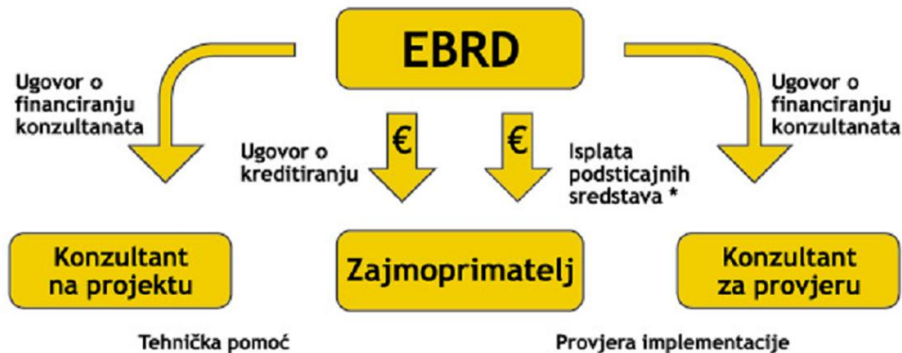 EBRD
Ugovor o
financiranju
konzultanata
Ugovor o
kreditiranju
€
€
Isplata
podsticajnih
sredstava *
Ugovor o
financiranju
konzultanata
Konzultant
na projektu
Zajmoprimatelj
Konzultant
za provjeru
Tehnička pomoć
Provjera implementacije